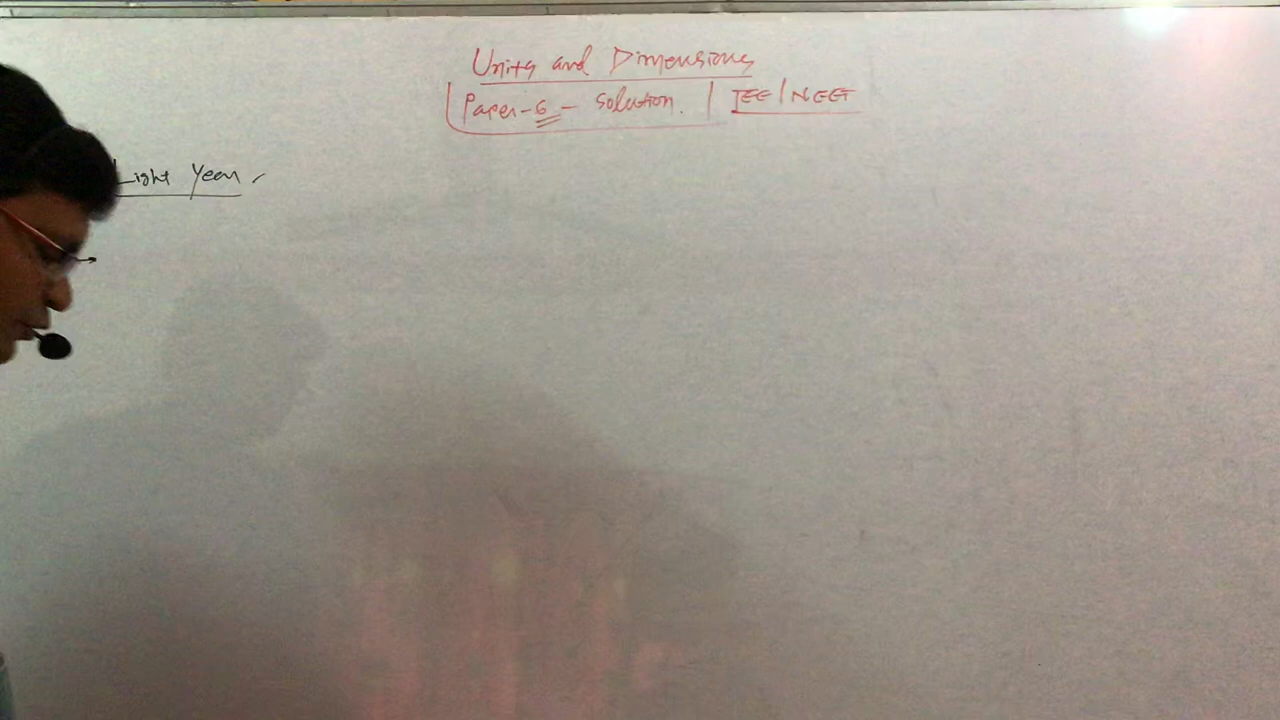 Units and Dimensions
Paper-6- Solution. | JEE/NEET
Light Year